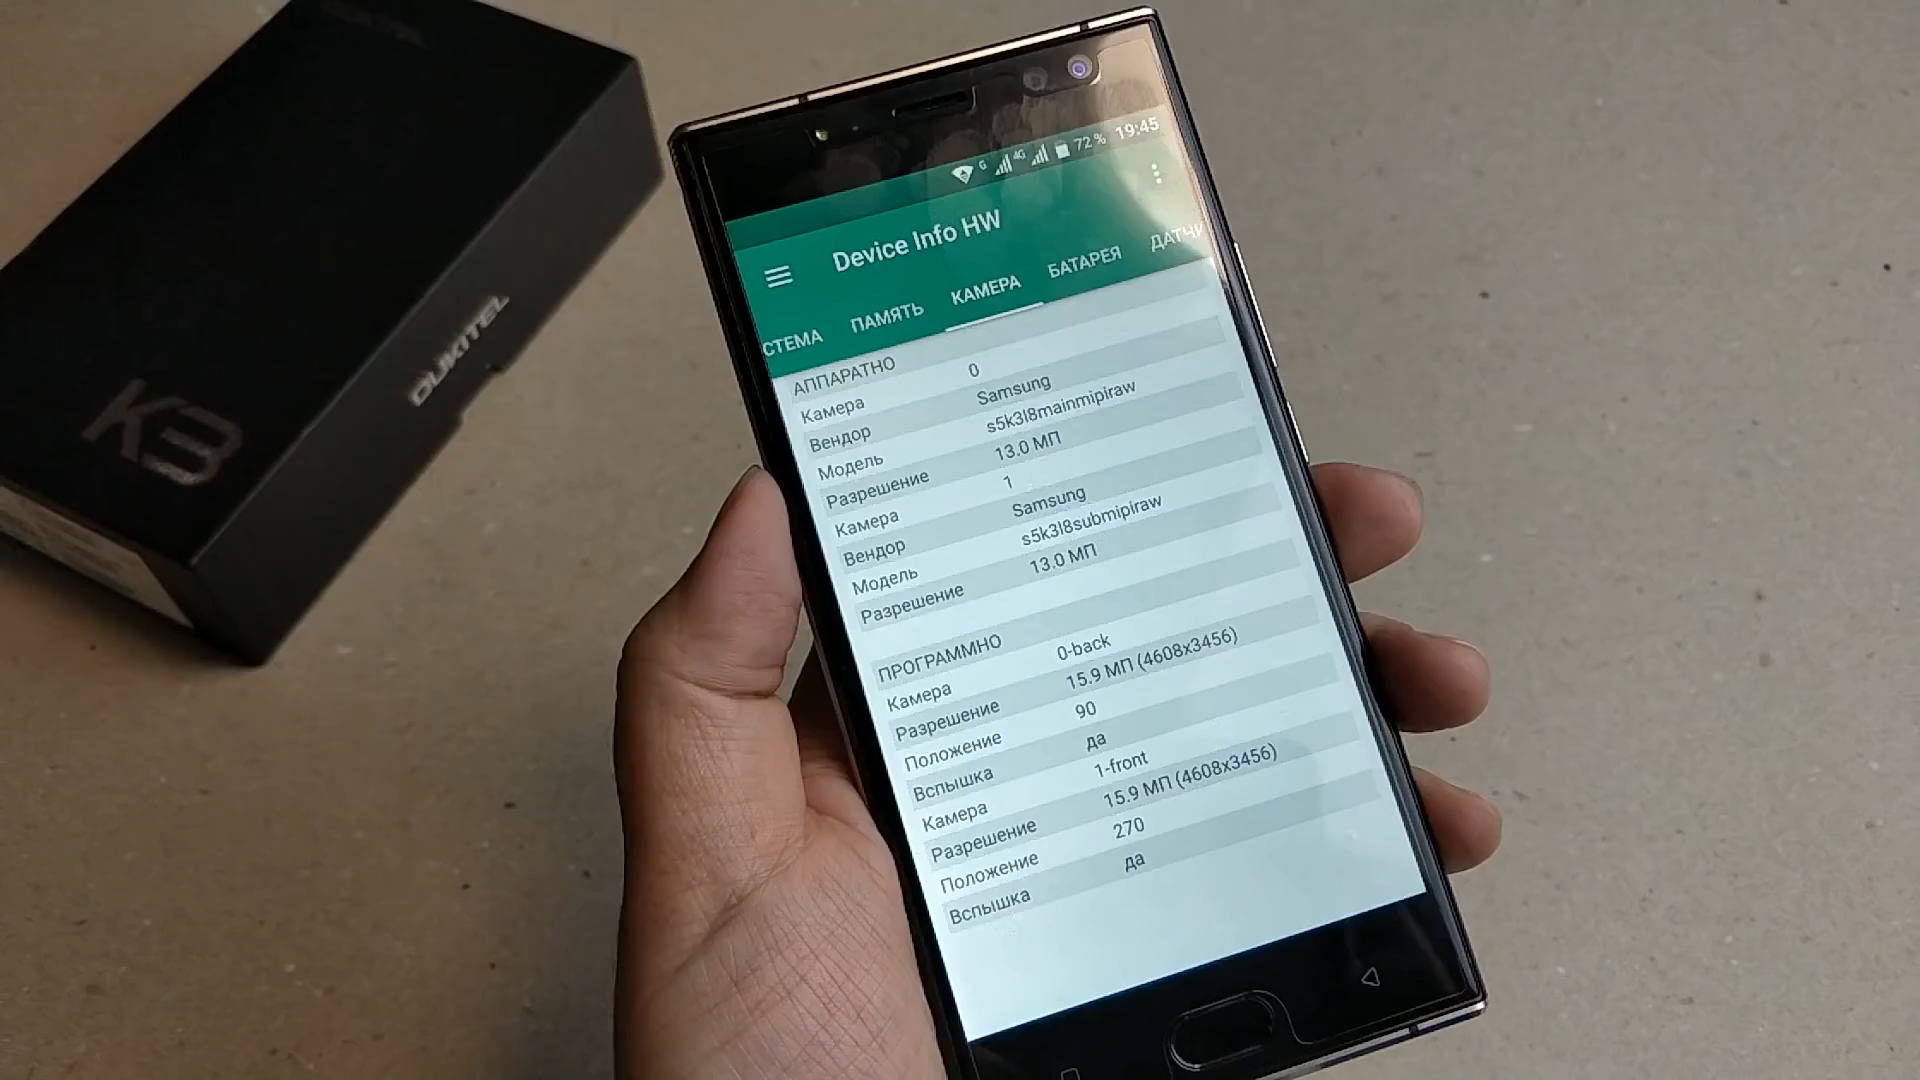 OUKITEL
K3
G 4G 72% 19:45
Device Info HW
СТЕМА ПАМЯТЬ КАМЕРА БАТАРЕЯ ДАТЧИ
АППАРАТНО
Камера 0
Вендор Samsung
Модель s5k3l8mainmipiraw
Разрешение 13.0 МП
Камера 1
Вендор Samsung
Модель s5k3l8submipiraw
Разрешение 13.0 МП
ПРОГРАММНО
Камера 0-back
Разрешение 15.9 МП (4608x3456)
Положение 90
Вспышка да
Камера 1-front
Разрешение 15.9 МП (4608x3456)
Положение 270
Вспышка да